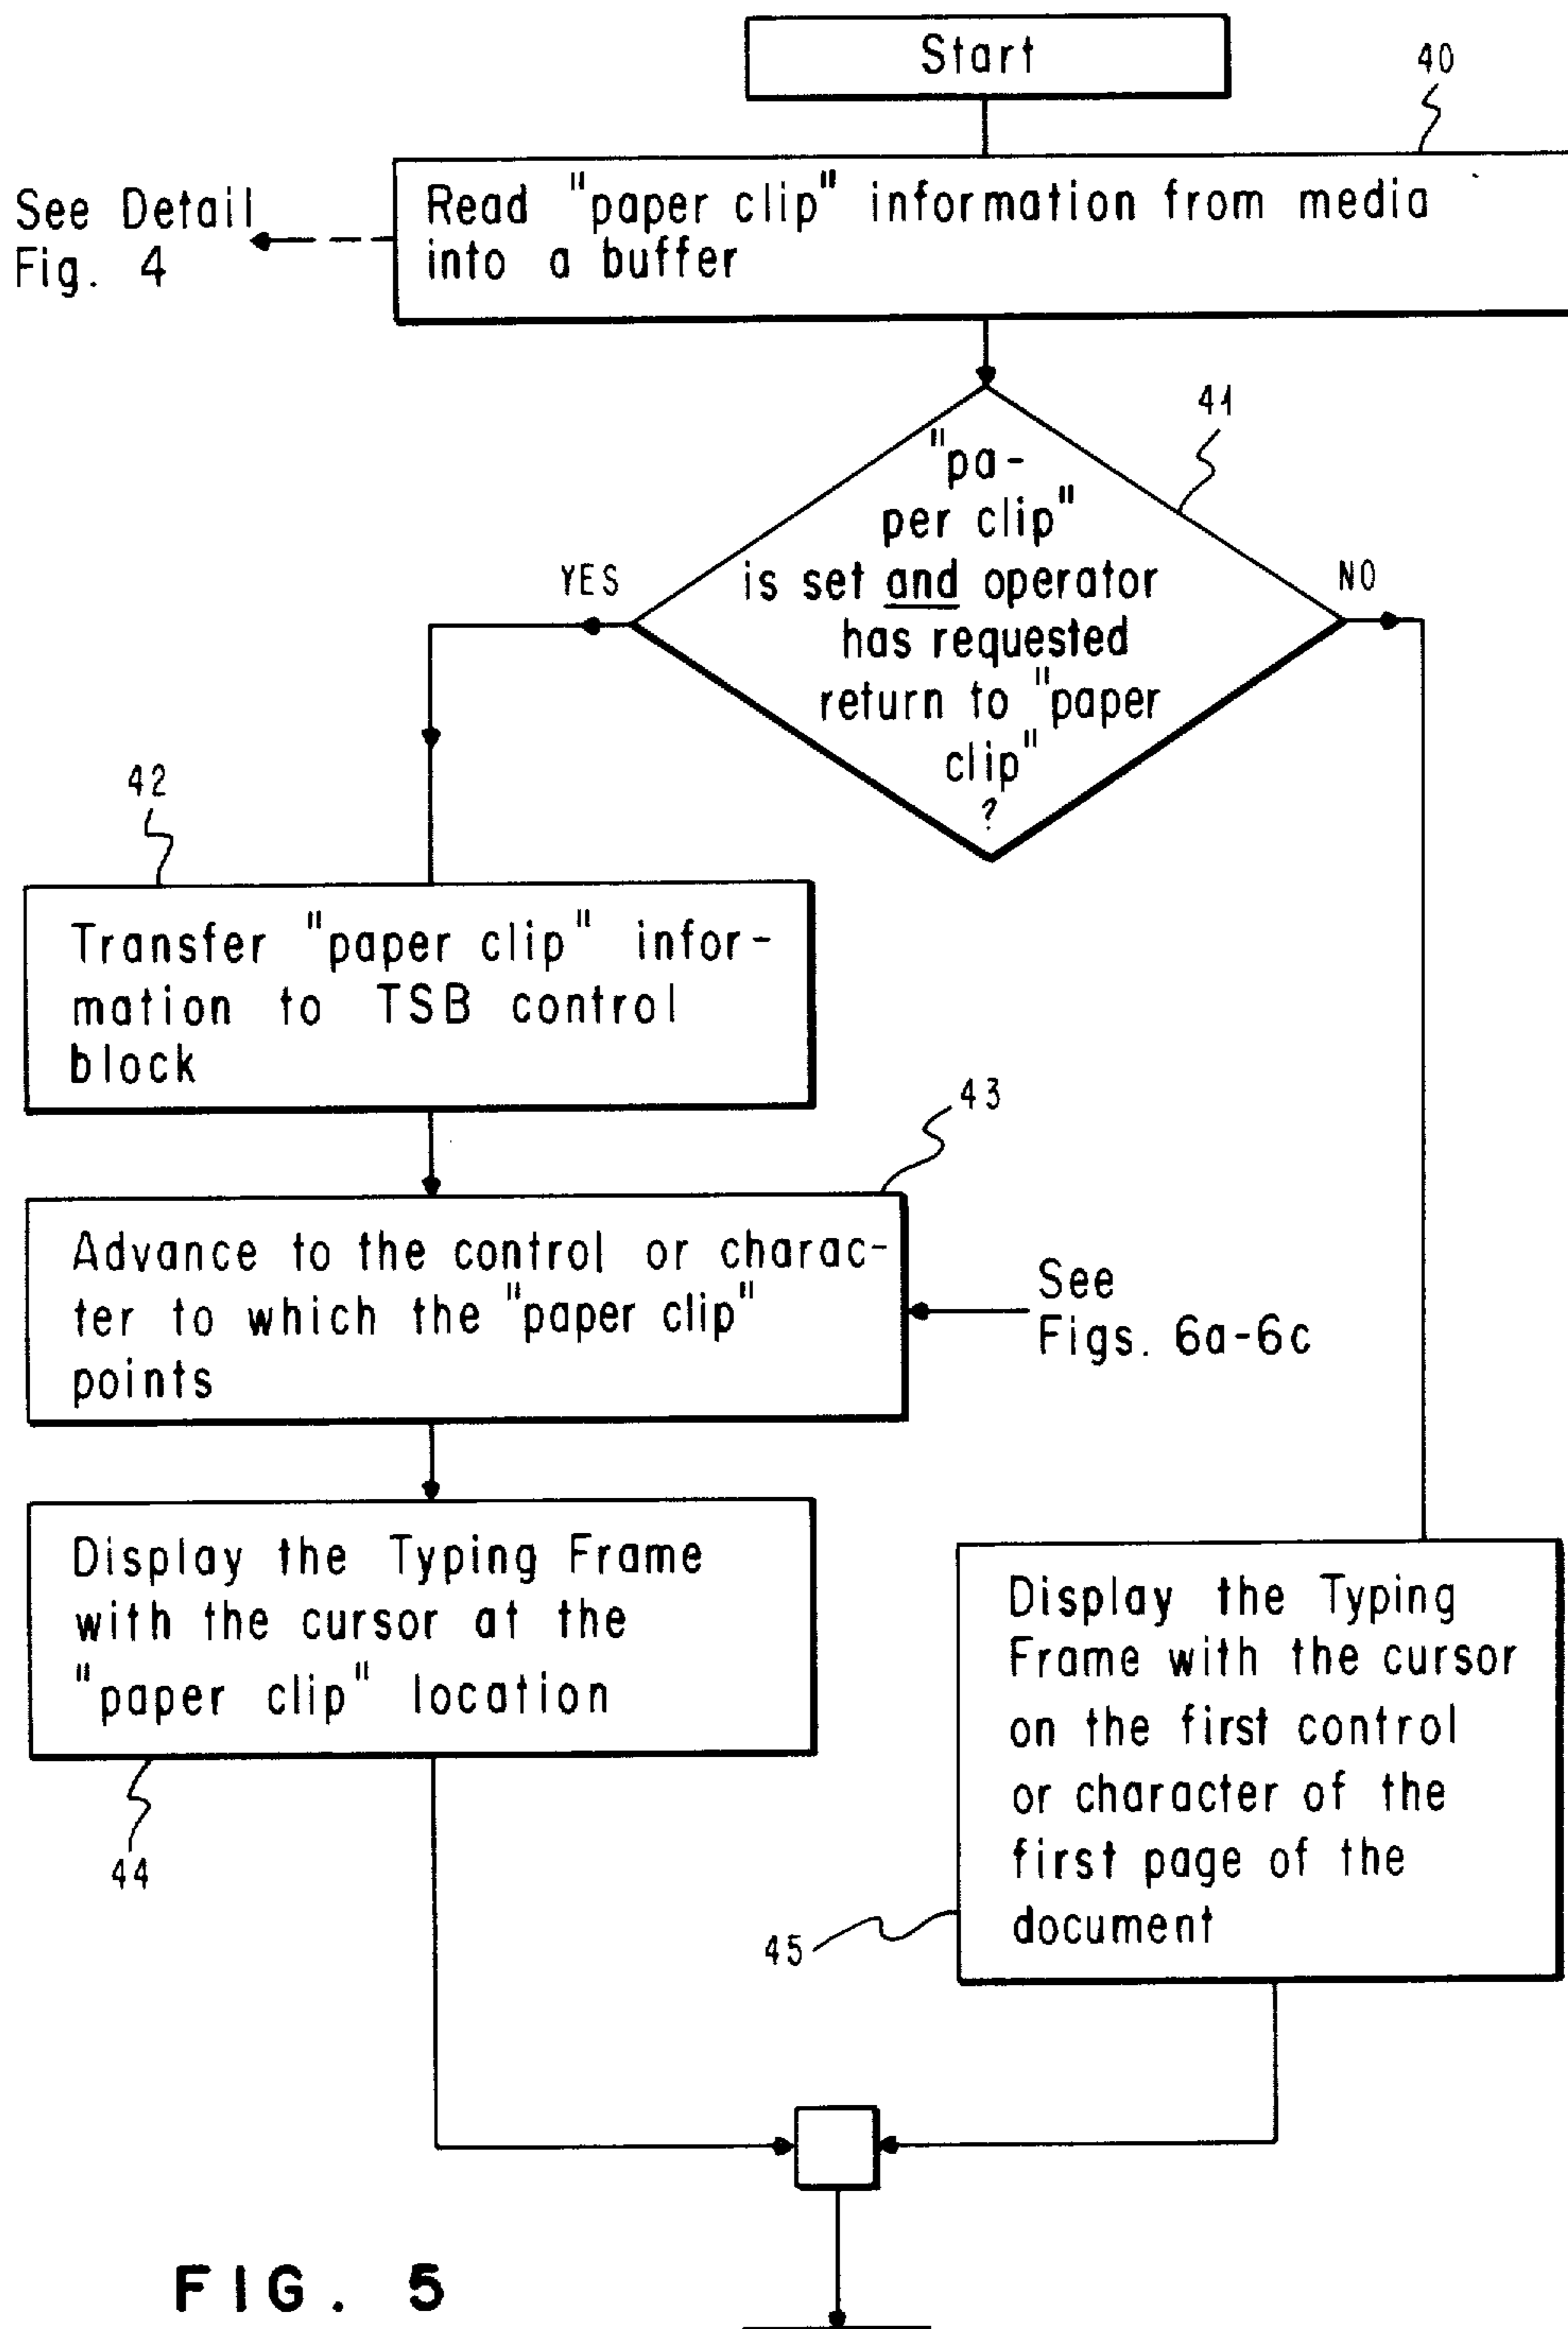 Start
40
See Detail
Fig. 4
Read "paper clip" information from media
into a buffer
41
"pa-
per clip"
is set and operator
has requested
return to "paper
clip"
?
YES
NO
42
Transfer "paper clip" infor-
mation to TSB control
block
43
Advance to the control or charac-
ter to which the "paper clip"
points
See
Figs. 6a-6c
Display the Typing Frame
with the cursor at the
"paper clip" location
44
Display the Typing
Frame with the cursor
on the first control
or character of the
first page of the
document
45
FIG. 5